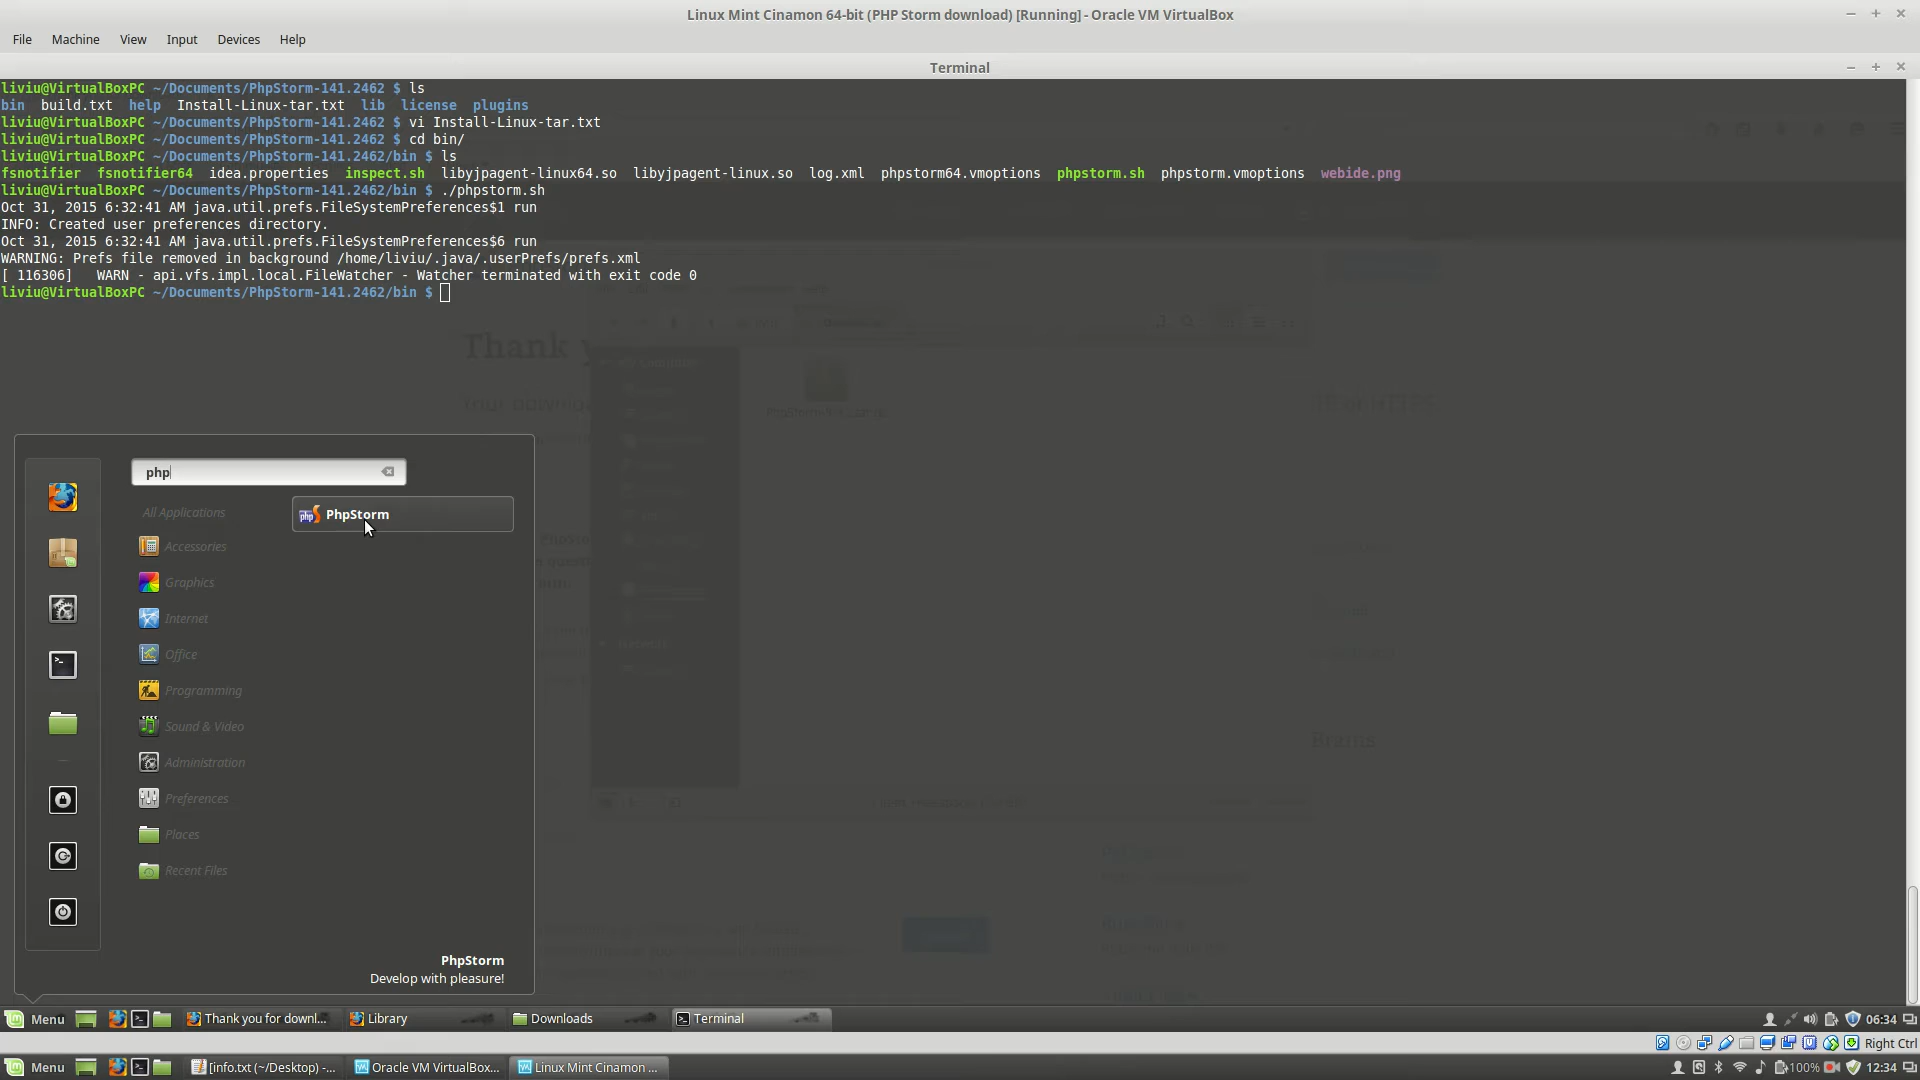 Linux Mint Cinamon 64-bit (PHP Storm download) [Running] - Oracle VM VirtualBox
File Machine View Input Devices Help
Terminal
liviu@VirtualBoxPC ~/Documents/PhpStorm-141.2462 $ ls
bin build.txt help Install-Linux-tar.txt lib license plugins
liviu@VirtualBoxPC ~/Documents/PhpStorm-141.2462 $ vi Install-Linux-tar.txt
liviu@VirtualBoxPC ~/Documents/PhpStorm-141.2462 $ cd bin/
liviu@VirtualBoxPC ~/Documents/PhpStorm-141.2462/bin $ ls
fsnotifier fsnotifier64 idea.properties inspect.sh libyjpagent-linux64.so libyjpagent-linux.so log.xml phpstorm64.vmoptions phpstorm.sh phpstorm.vmoptions webide.png
liviu@VirtualBoxPC ~/Documents/PhpStorm-141.2462/bin $ ./phpstorm.sh
Oct 31, 2015 6:32:41 AM java.util.prefs.FileSystemPreferences$1 run
INFO: Created user preferences directory.
Oct 31, 2015 6:32:41 AM java.util.prefs.FileSystemPreferences$6 run
WARNING: Prefs file removed in background /home/liviu/.java/.userPrefs/prefs.xml
[ 116306] WARN - api.vfs.impl.local.FileWatcher - Watcher terminated with exit code 0
liviu@VirtualBoxPC ~/Documents/PhpStorm-141.2462/bin $
Thank y
php
All Applications
php PhpStorm
Accessories
Graphics
Internet
Office
Programming
Sound & Video
Administration
Preferences
Places
Recent Files
PhpStorm
Develop with pleasure!
Menu Thank you for downl... Library Downloads Terminal 06:34
Right Ctrl
Menu [info.txt (~/Desktop) -... Oracle VM VirtualBox... Linux Mint Cinamon ... 100% 12:34